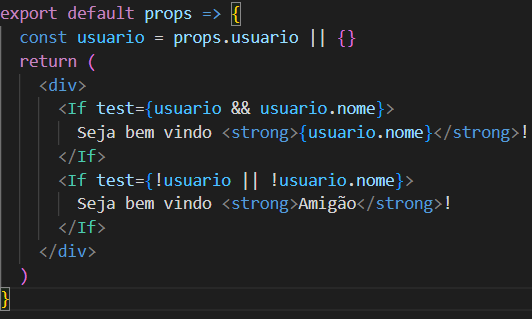 export default props => {
const usuario = props.usuario || {}
return (
<div>
<If test={usuario && usuario.nome}>
Seja bem vindo <strong>{usuario.nome}</strong>!
</If>
<If test={!usuario || !usuario.nome}>
Seja bem vindo <strong>Amigão</strong>!
</If>
</div>
)
}